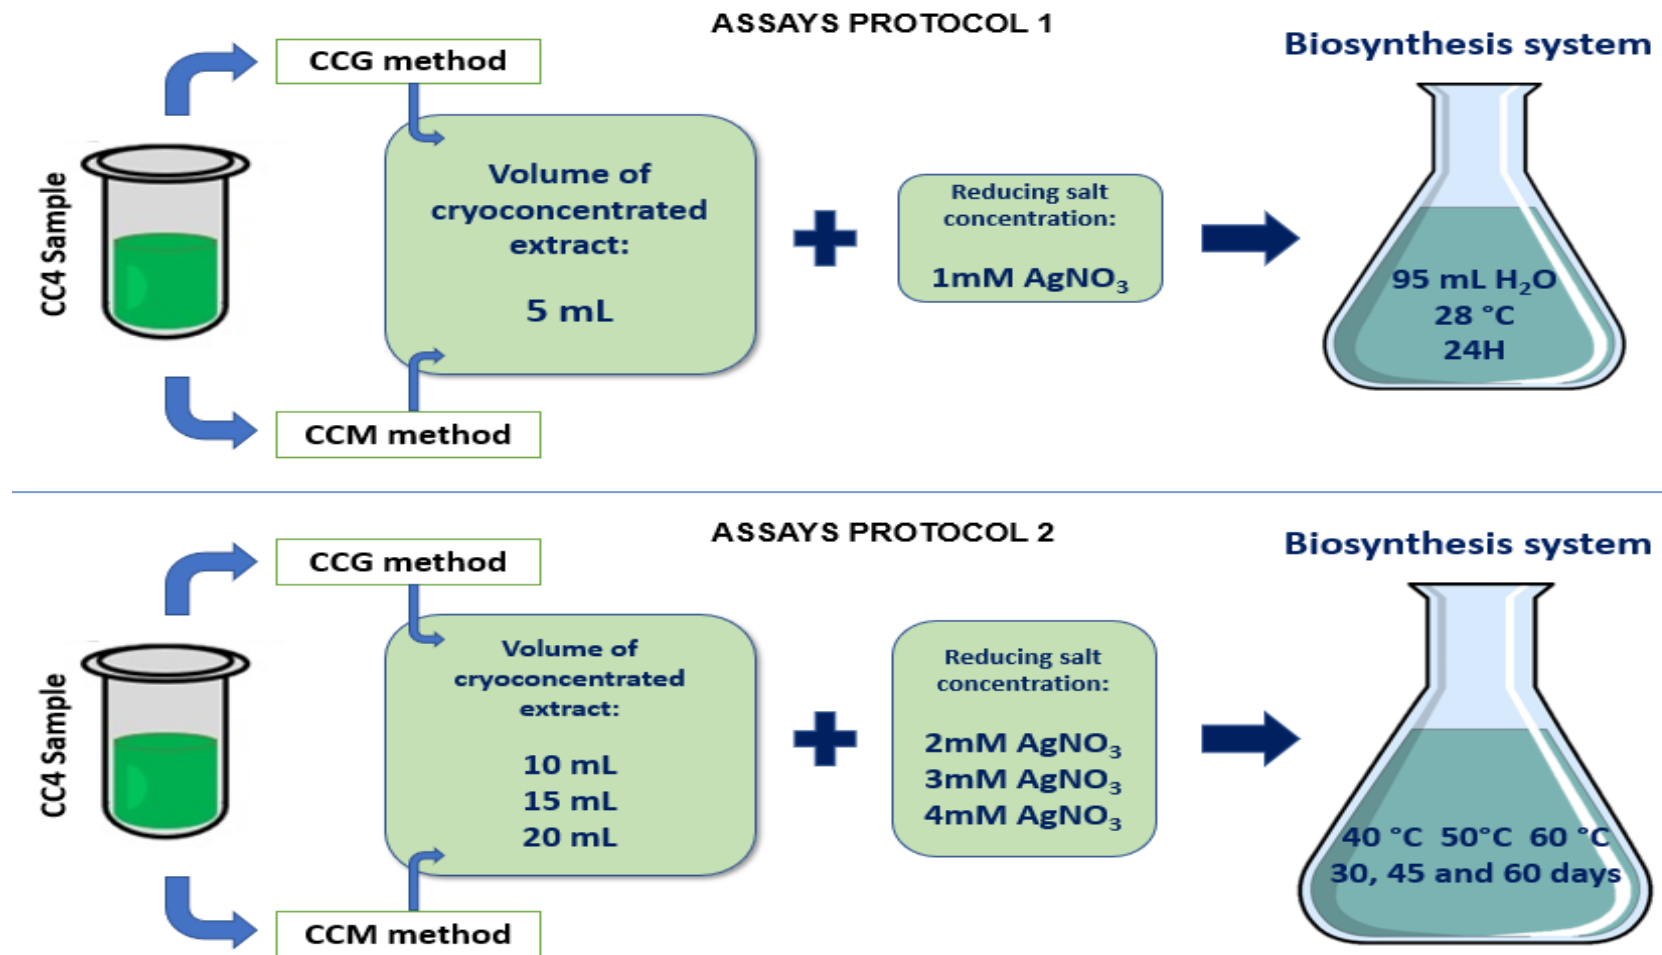 ASSAYS PROTOCOL 1
CCG method
CC4 Sample
CCM method
Volume of
cryoconcentrated
extract:
5 mL
Reducing salt
concentration:
1mM AgNO₃
Biosynthesis system
95 mL H₂O
28 °C
24H
ASSAYS PROTOCOL 2
CCG method
CC4 Sample
CCM method
Volume of
cryoconcentrated
extract:
10 mL
15 mL
20 mL
Reducing salt
concentration:
2mM AgNO₃
3mM AgNO₃
4mM AgNO₃
Biosynthesis system
40 °C 50°C 60 °C
30, 45 and 60 days